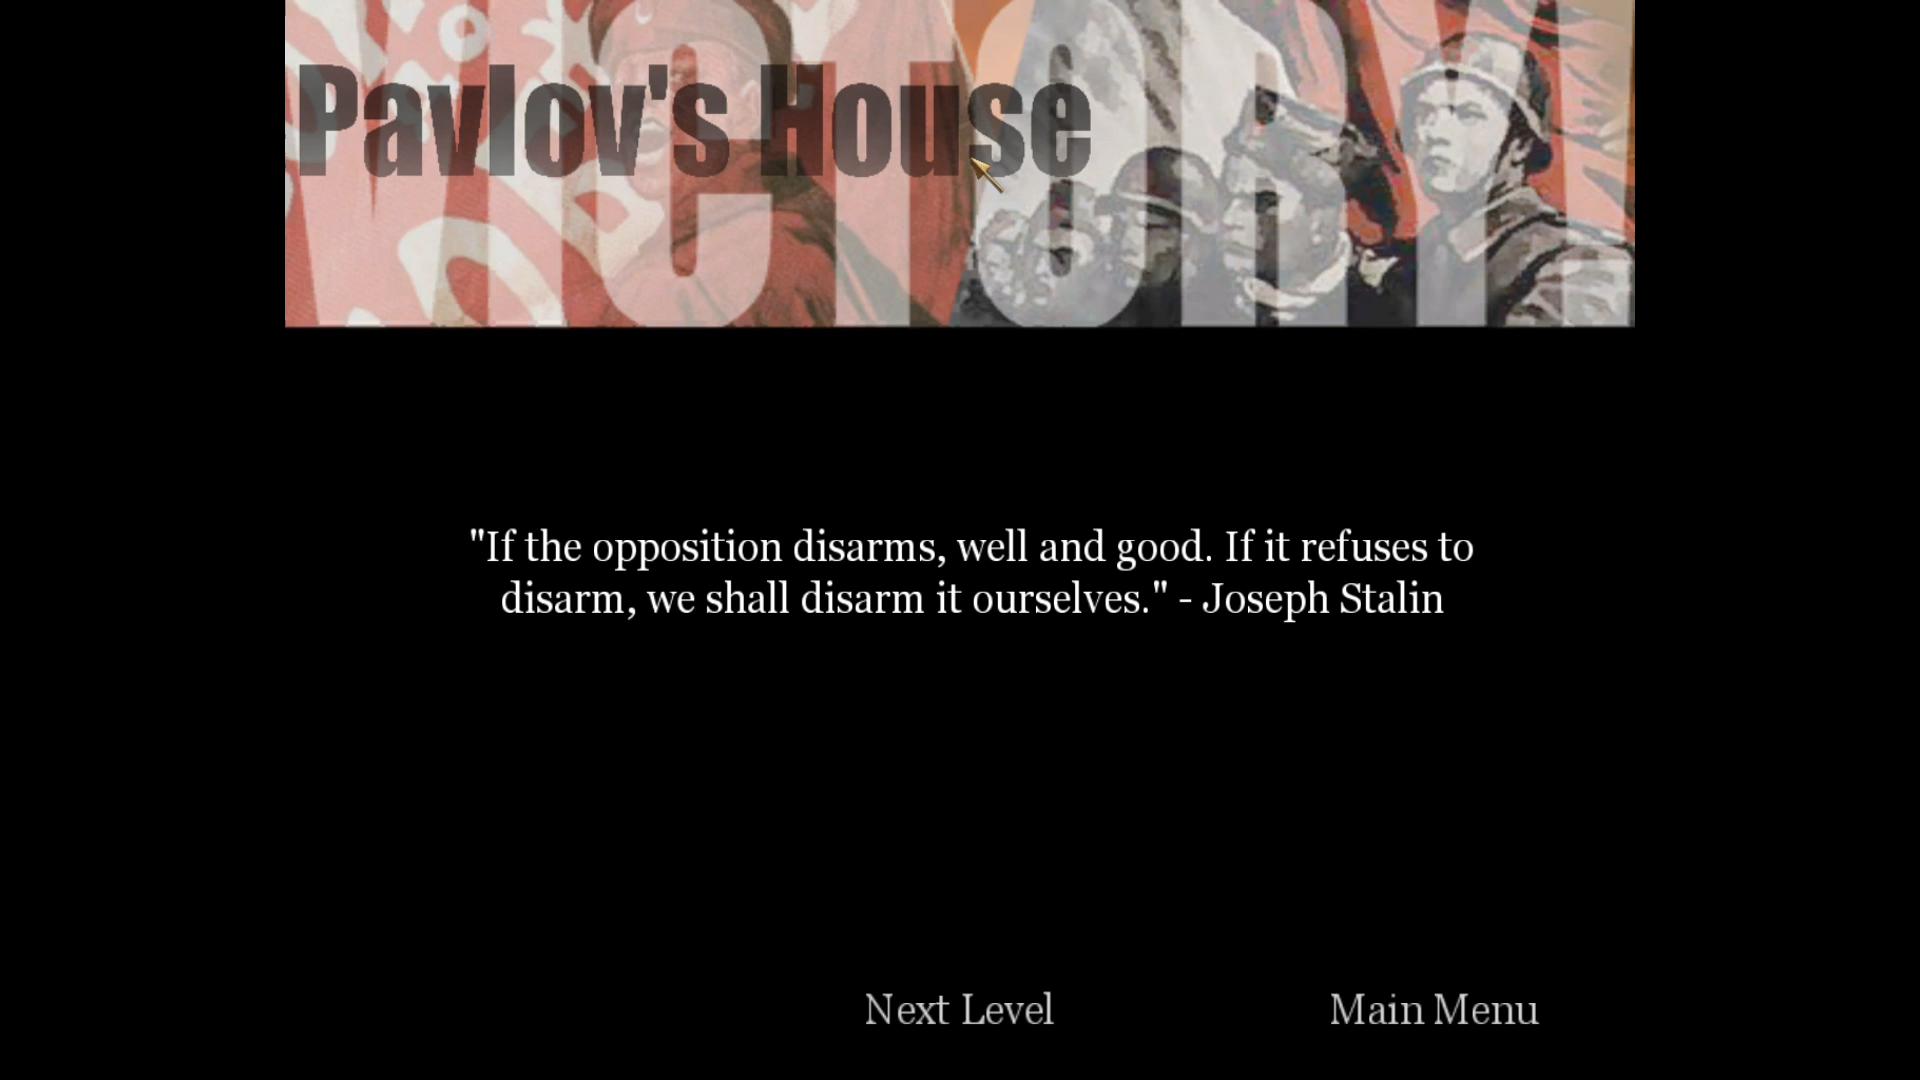 VICTORY!
Pavlov's House
"If the opposition disarms, well and good. If it refuses to
disarm, we shall disarm it ourselves." - Joseph Stalin
Next Level
Main Menu